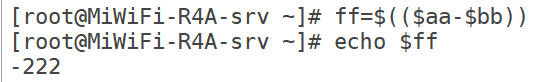 [root@MiWiFi-R4A-srv ~]# ff=$(($aa-$bb))
[root@MiWiFi-R4A-srv ~]# echo $ff
-222